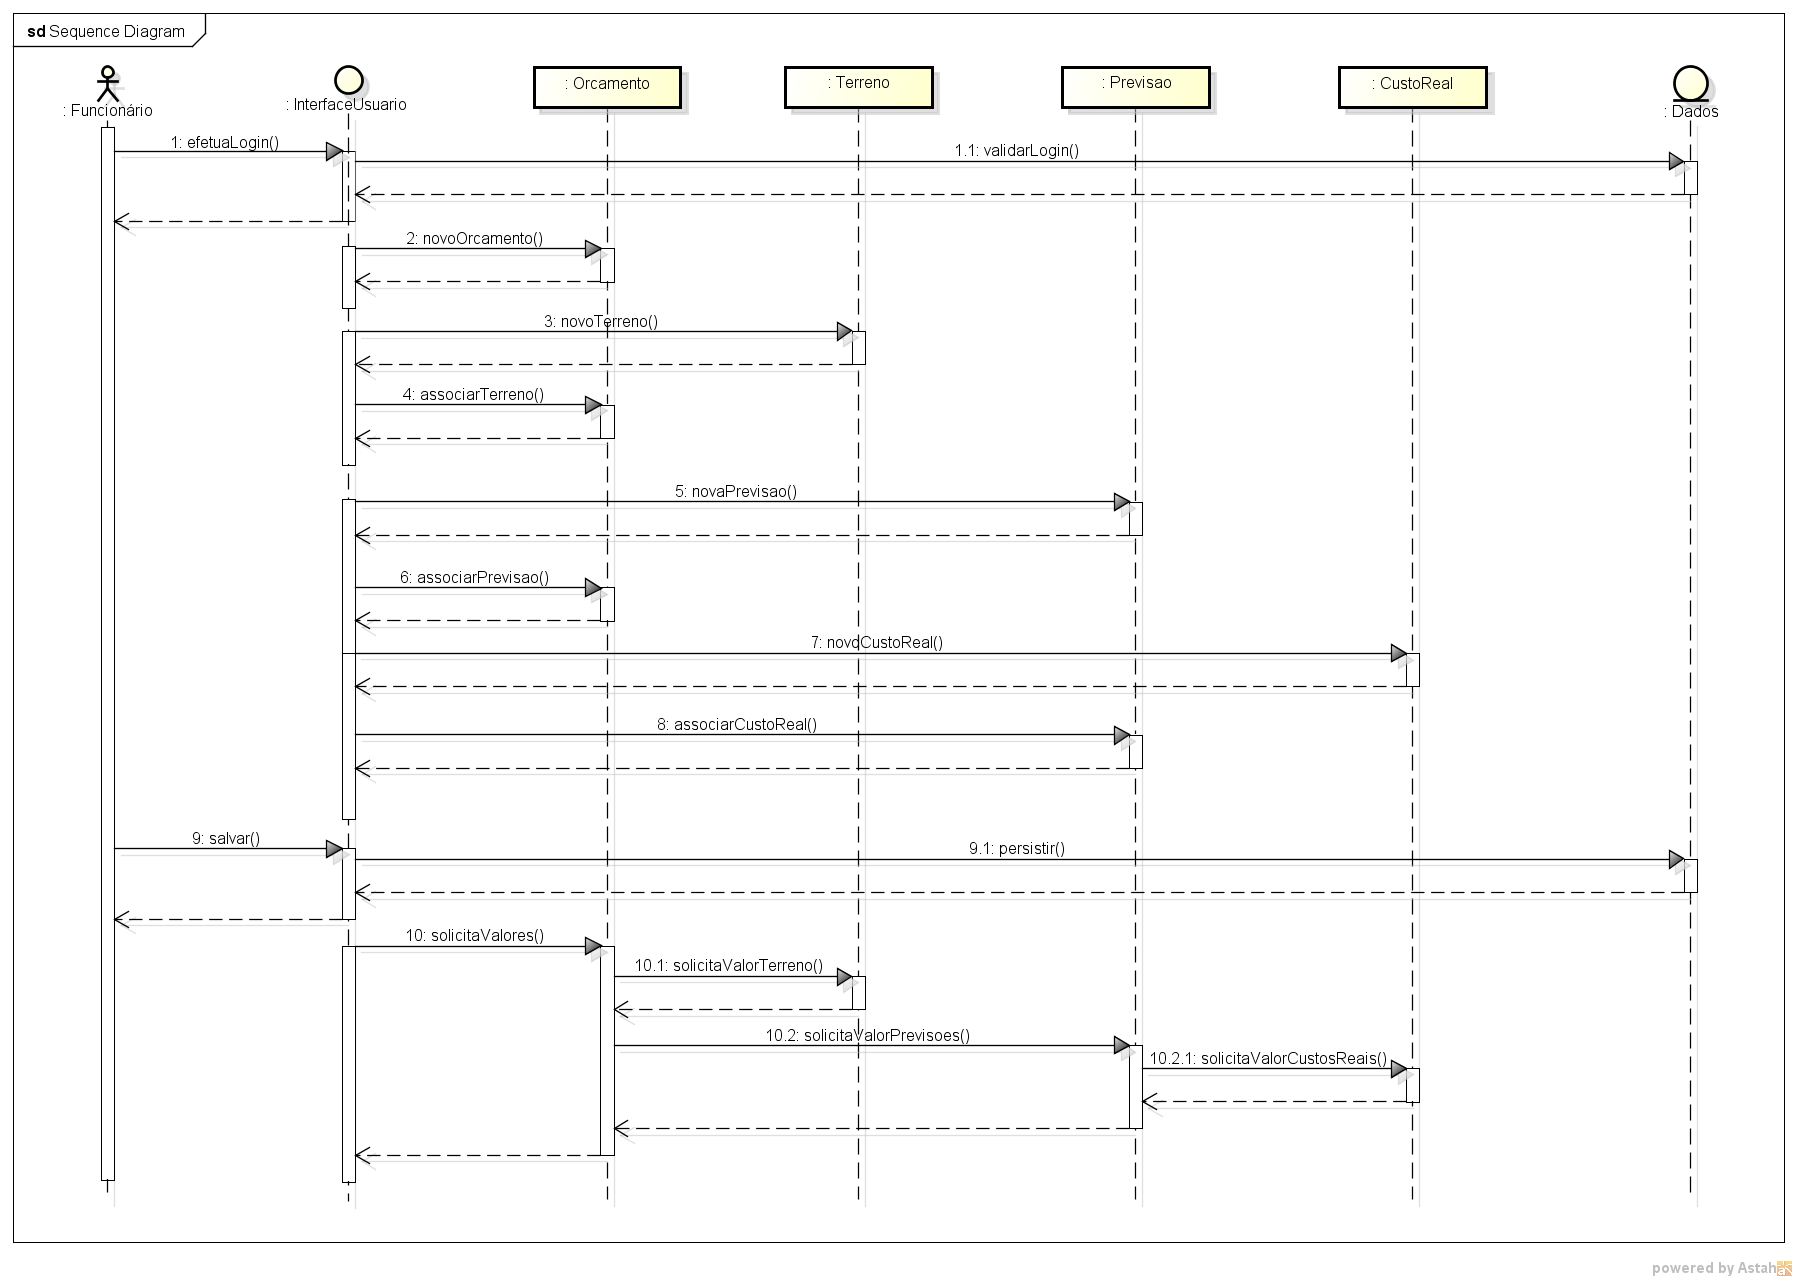 sd Sequence Diagram
: Funcionário
: InterfaceUsuario
: Orcamento
: Terreno
: Previsao
: CustoReal
: Dados
1: efetuaLogin()
1.1: validarLogin()
2: novoOrcamento()
3: novoTerreno()
4: associarTerreno()
5: novaPrevisao()
6: associarPrevisao()
7: novoCustoReal()
8: associarCustoReal()
9: salvar()
9.1: persistir()
10: solicitaValores()
10.1: solicitaValorTerreno()
10.2: solicitaValorPrevisoes()
10.2.1: solicitaValorCustosReais()
powered by Astah